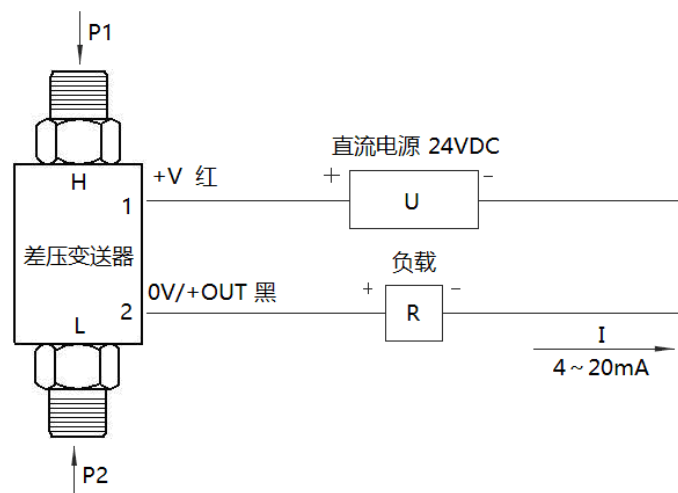 P1
直流电源 24VDC
+V 红
+
−
H
1
U
差压变送器
负载
0V/+OUT 黑
+
−
2
R
L
I
4~20mA
P2